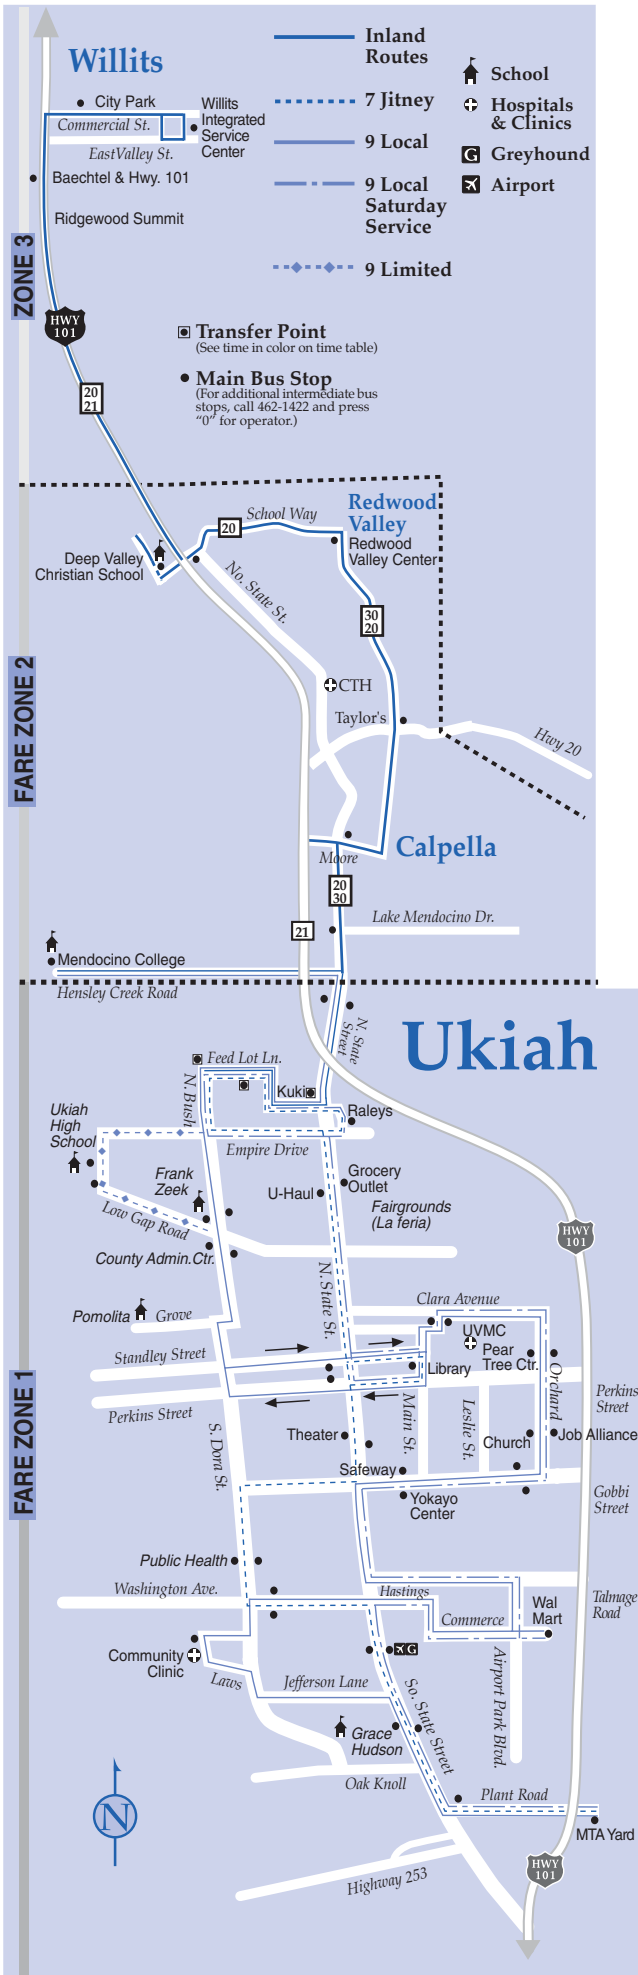 Willits
Inland
Routes
7 Jitney
9 Local
9 Local
Saturday
Service
9 Limited
School
Hospitals
& Clinics
G Greyhound
Airport
City Park
Commercial St.
Willits
Integrated
Service
Center
EastValley St.
Baechtel & Hwy. 101
Ridgewood Summit
ZONE 3
HWY
101
Transfer Point
(See time in color on time table)
Main Bus Stop
(For additional intermediate bus
stops, call 462-1422 and press
“0” for operator.)
20
21
Redwood
Valley
School Way
20
Redwood
Valley Center
Deep Valley
Christian School
No. State St.
30
20
CTH
Taylor's
Hwy 20
FARE ZONE 2
Calpella
Moore
20
30
21
Lake Mendocino Dr.
Mendocino College
Hensley Creek Road
Ukiah
N. State
Street
Feed Lot Ln.
N. Bush
Kuki
Raleys
Ukiah
High
School
Empire Drive
Frank
Zeek
Grocery
Outlet
U-Haul
Fairgrounds
(La feria)
Low Gap Road
County Admin.Ctr.
HWY
101
N. State St.
Clara Avenue
Pomolita
Grove
UVMC
Pear
Tree Ctr.
Standley Street
Library
Orchard
Perkins
Street
Perkins Street
FARE ZONE 1
S. Dora St.
Main St.
Leslie St.
Theater
Church
Job Alliance
Safeway
Yokayo
Center
Gobbi
Street
Public Health
Washington Ave.
Hastings
Wal
Mart
Talmage
Road
Commerce
Community
Clinic
G
Laws
Jefferson Lane
So. State Street
Airport Park Blvd.
Grace
Hudson
Oak Knoll
Plant Road
N
MTA Yard
HWY
101
Highway 253